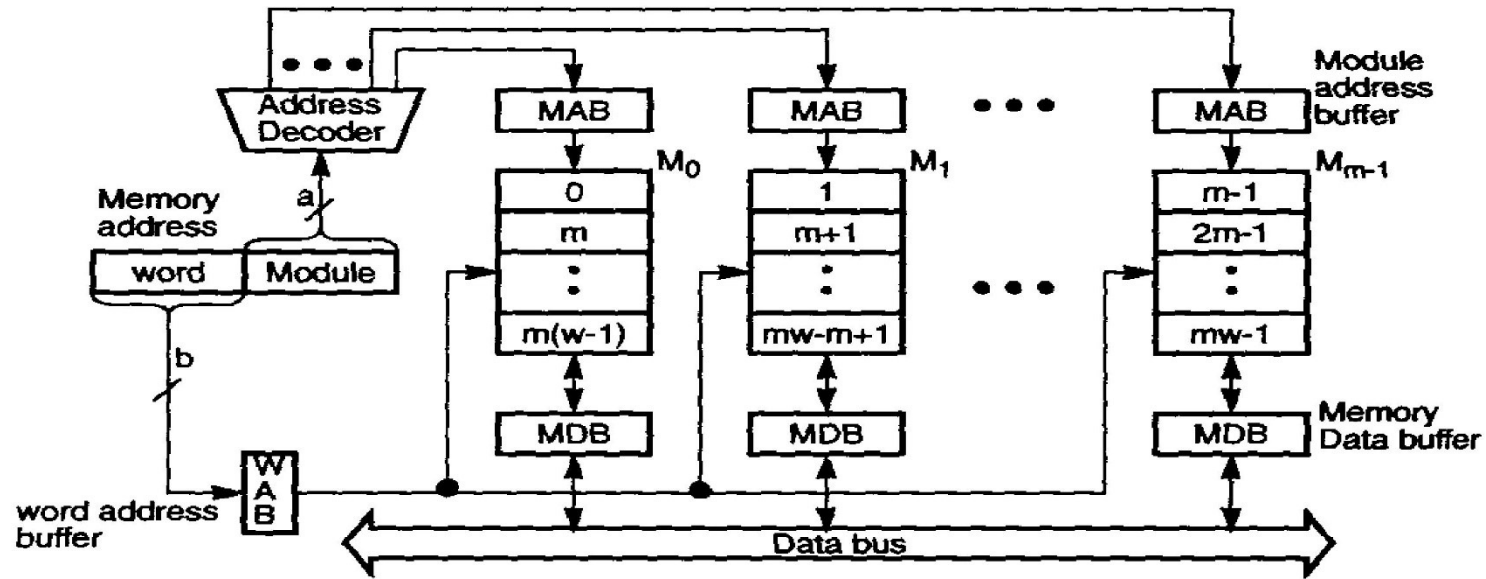 Address
Decoder
MAB
MAB
MAB
Module
address
buffer
Memory
address
a
word
Module
b
M0
0
m
m(w-1)
M1
1
m+1
mw-m+1
Mm-1
m-1
2m-1
mw-1
MDB
MDB
MDB
Memory
Data buffer
word address
buffer
W
A
B
Data bus